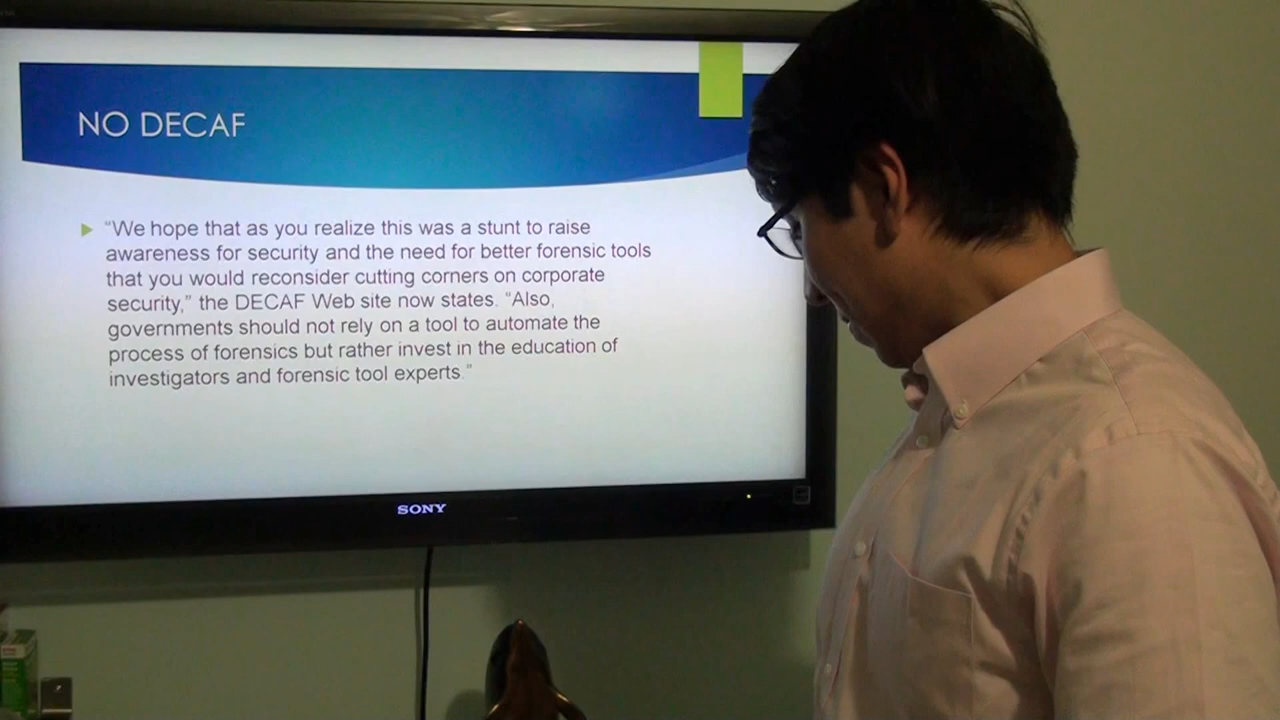 NO DECAF
“We hope that as you realize this was a stunt to raise
awareness for security and the need for better forensic tools
that you would reconsider cutting corners on corporate
security,” the DECAF Web site now states. “Also,
governments should not rely on a tool to automate the
process of forensics but rather invest in the education of
investigators and forensic tool experts.”
SONY